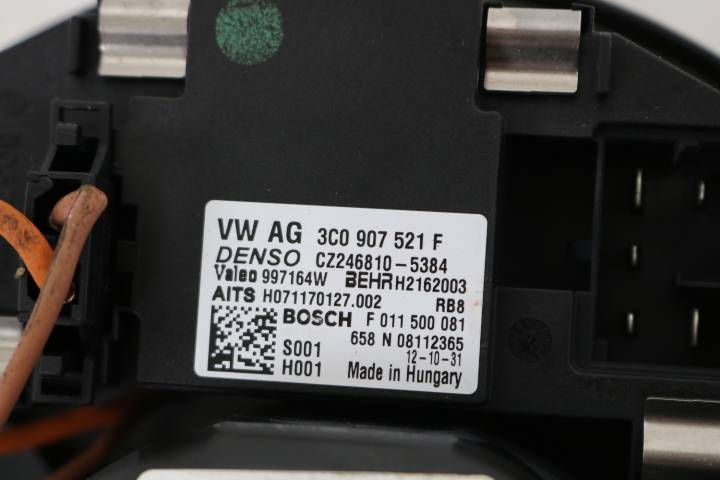 VW AG 3C0 907 521 F
DENSO CZ246810-5384
Valeo 997164W BEHR H2162003
AITS H071170127.002 RB8
BOSCH F 011 500 081
658 N 08112365
S001 12-10-31
H001 Made in Hungary